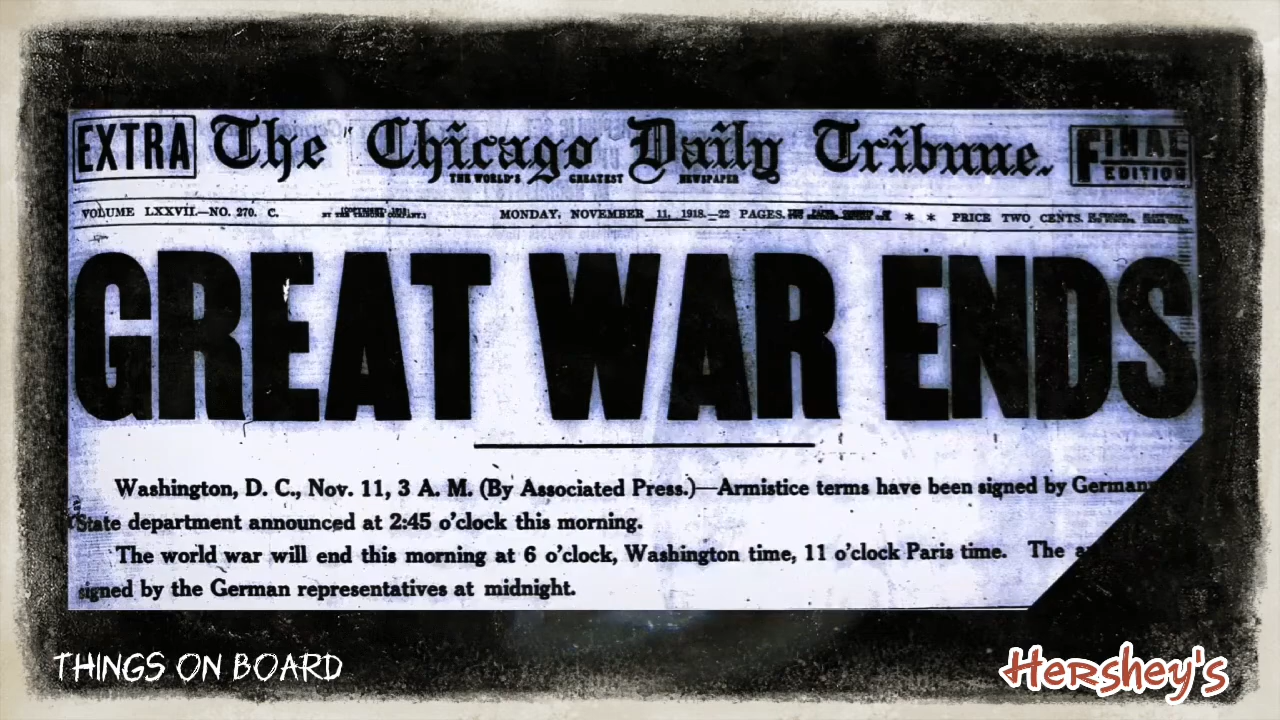 EXTRA The Chicago Daily Tribune. FINAL EDITION
THE WORLD'S GREATEST NEWSPAPER
VOLUME LXXVII.—NO. 270. C. MONDAY, NOVEMBER 11, 1918.—22 PAGES. * * PRICE TWO CENTS.
GREAT WAR ENDS
Washington, D. C., Nov. 11, 3 A. M. (By Associated Press.)—Armistice terms have been signed by German
State department announced at 2:45 o'clock this morning.
The world war will end this morning at 6 o'clock, Washington time, 11 o'clock Paris time. The
signed by the German representatives at midnight.
THINGS ON BOARD
Hershey's